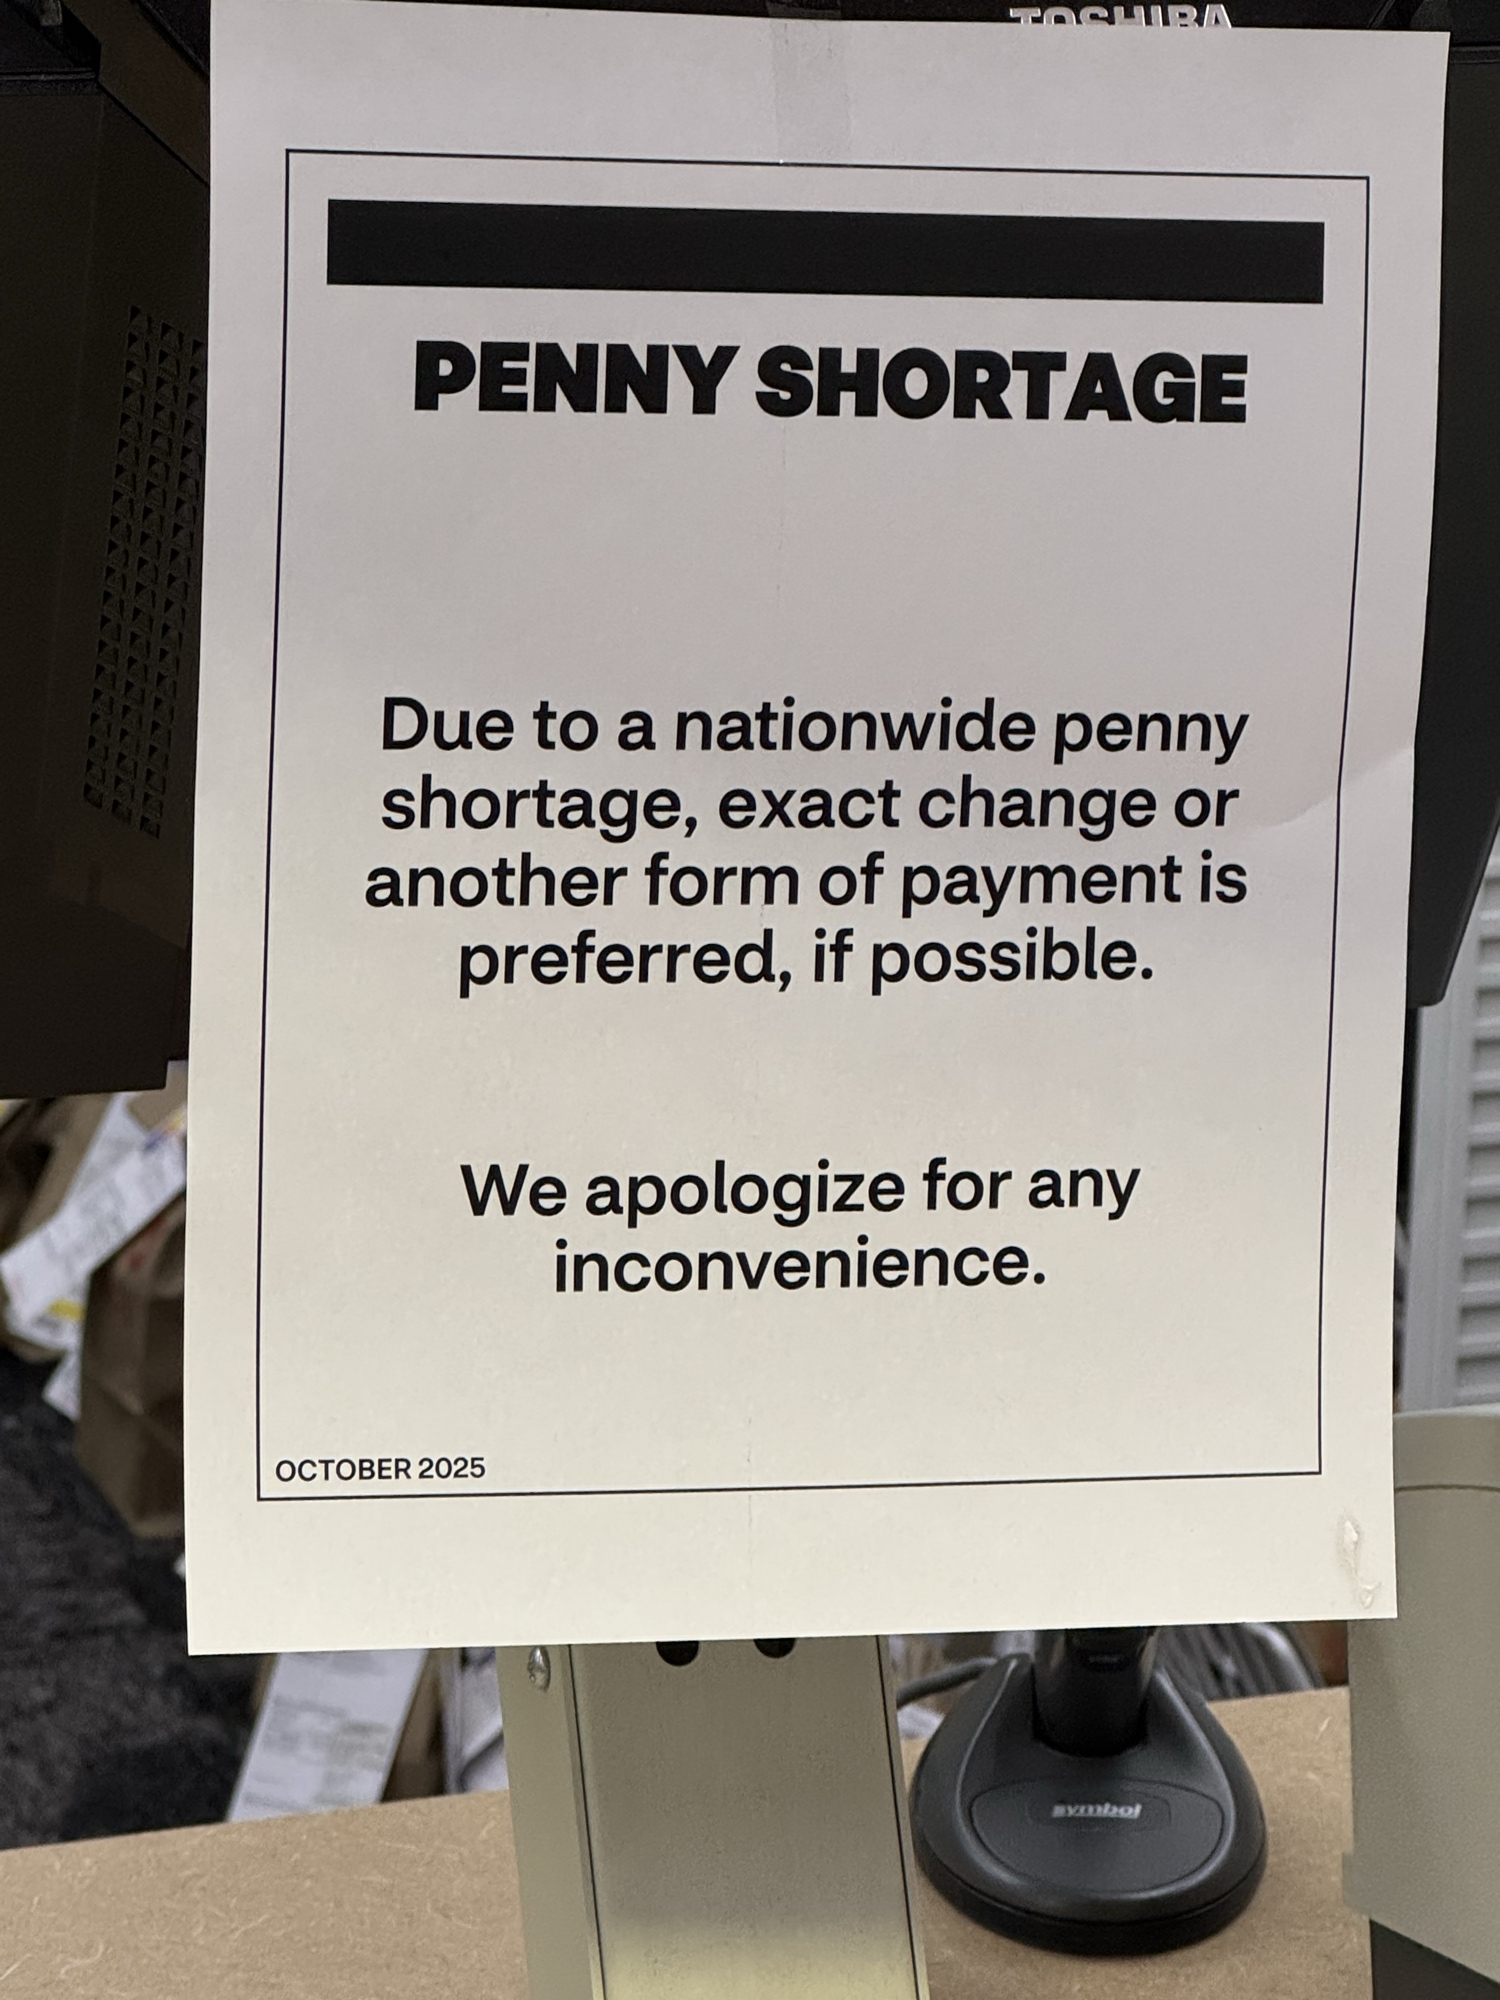 TOSHIBA
PENNY SHORTAGE
Due to a nationwide penny
shortage, exact change or
another form of payment is
preferred, if possible.
We apologize for any
inconvenience.
OCTOBER 2025
symbol